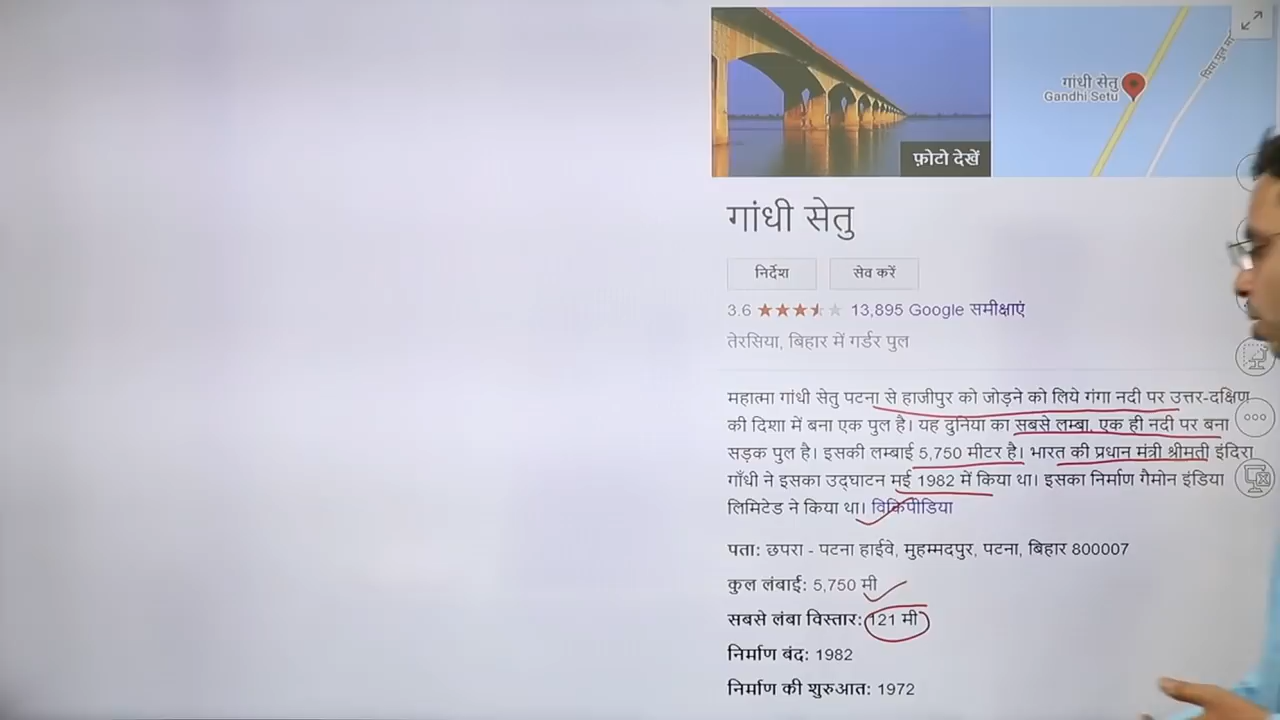 गांधी सेतु
Gandhi Setu
फ़ोटो देखें
गांधी सेतु
निर्देश
सेव करें
3.6 13,895 Google समीक्षाएं
तेरसिया, बिहार में गर्डर पुल
महात्मा गांधी सेतु पटना से हाजीपुर को जोड़ने को लिये गंगा नदी पर उत्तर-दक्षिण
की दिशा में बना एक पुल है। यह दुनिया का सबसे लम्बा, एक ही नदी पर बना
सड़क पुल है। इसकी लम्बाई 5,750 मीटर है। भारत की प्रधान मंत्री श्रीमती इंदिरा
गाँधी ने इसका उद्घाटन मई 1982 में किया था। इसका निर्माण गैमोन इंडिया
लिमिटेड ने किया था। विकिपीडिया
पता: छपरा - पटना हाईवे, मुहम्मदपुर, पटना, बिहार 800007
कुल लंबाई: 5,750 मी
सबसे लंबा विस्तार: 121 मी
निर्माण बंद: 1982
निर्माण की शुरुआत: 1972